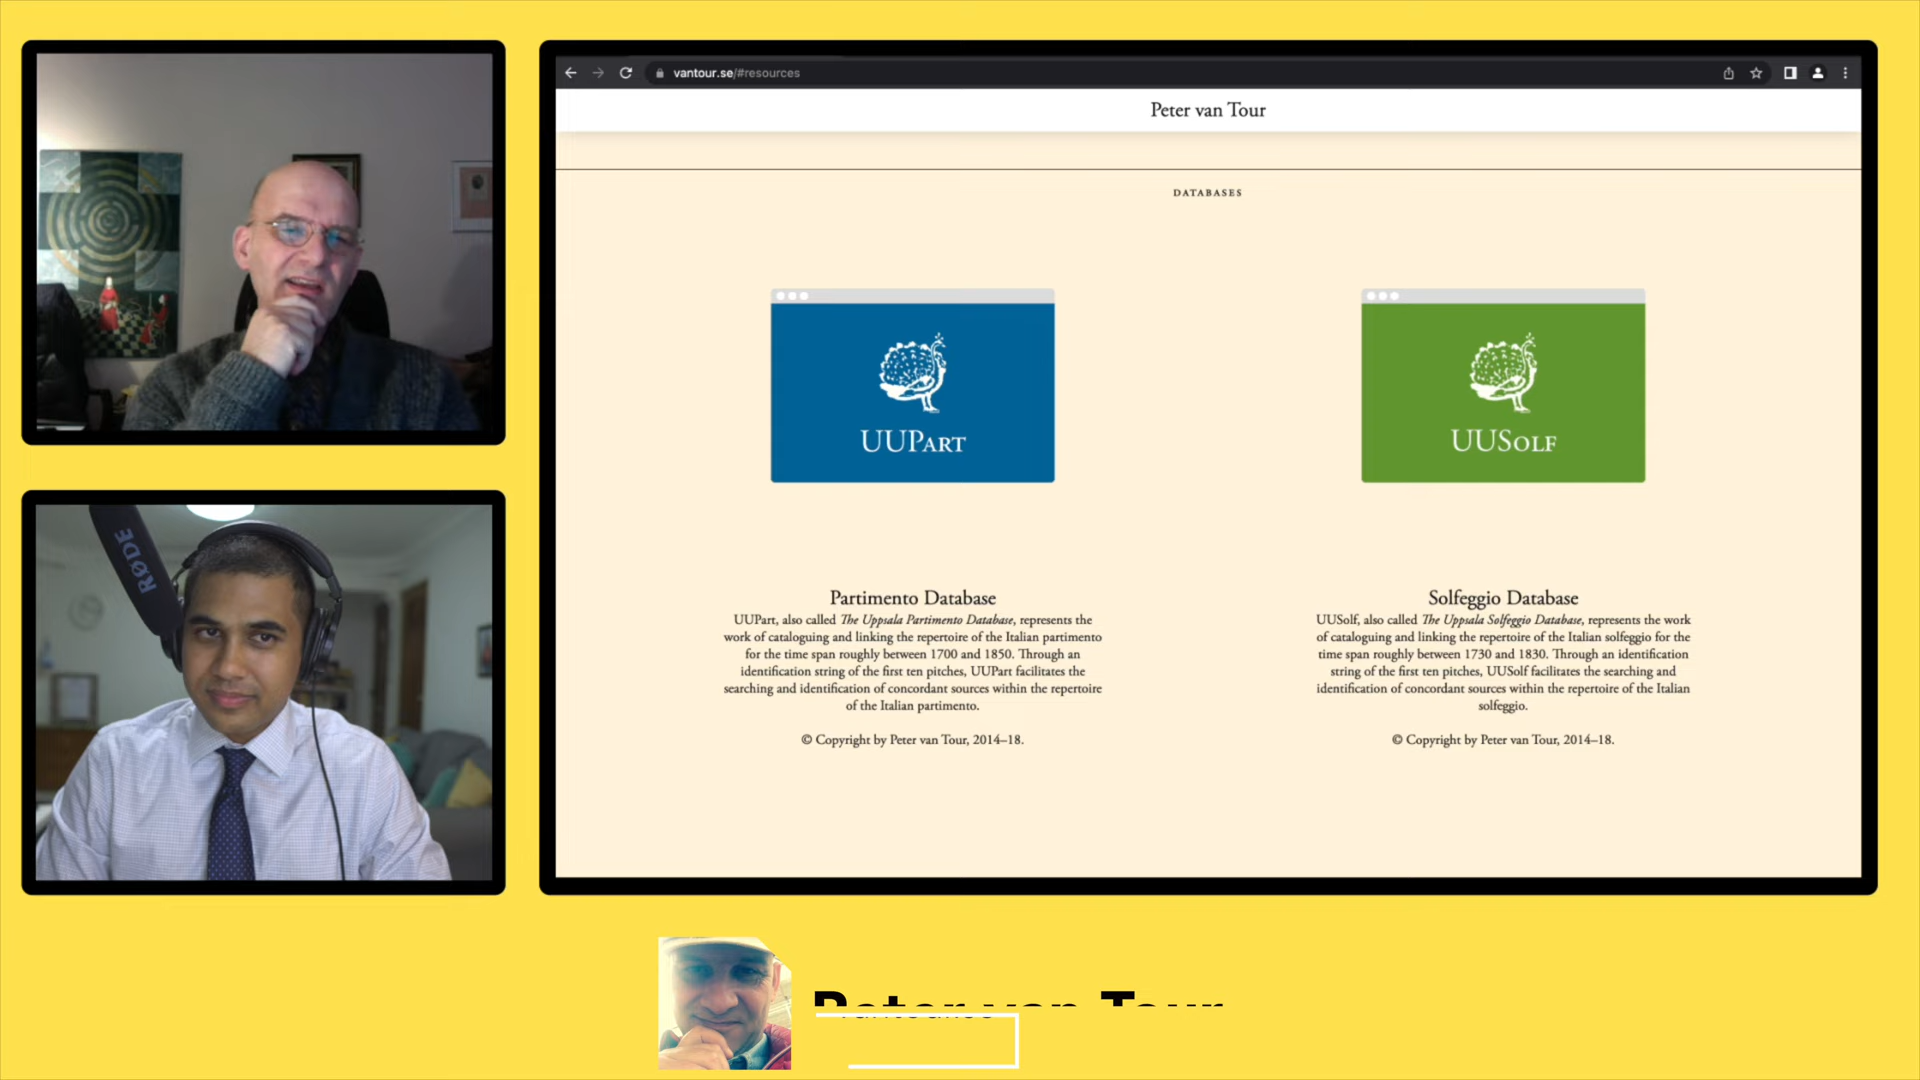 vantour.se/#resources
Peter van Tour
DATABASES
UUPART
UUSOLF
Partimento Database
UUPart, also called The Uppsala Partimento Database, represents the
work of cataloguing and linking the repertoire of the Italian partimento
for the time span roughly between 1700 and 1850. Through an
identification string of the first ten pitches, UUPart facilitates the
searching and identification of concordant sources within the repertoire
of the Italian partimento.
© Copyright by Peter van Tour, 2014–18.
Solfeggio Database
UUSolf, also called The Uppsala Solfeggio Database, represents the work
of cataloguing and linking the repertoire of the Italian solfeggio for the
time span roughly between 1730 and 1830. Through an identification
string of the first ten pitches, UUSolf facilitates the searching and
identification of concordant sources within the repertoire of the Italian
solfeggio.
© Copyright by Peter van Tour, 2014–18.
RØDE
Peter van Tour